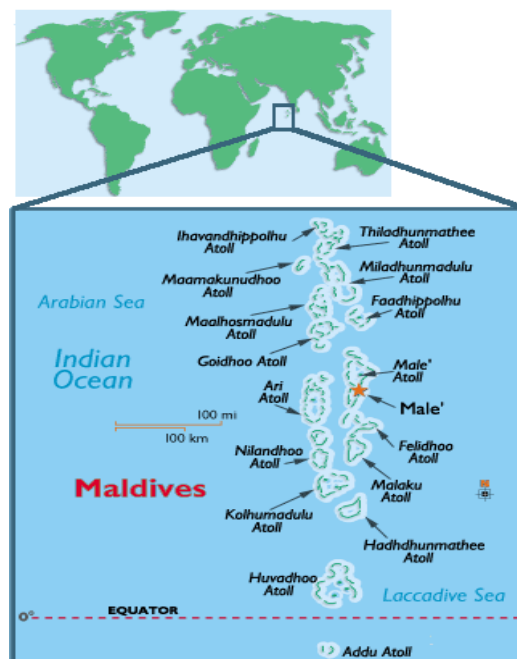 Ihavandhippolhu
Atoll
Thiladhunmathee
Atoll
Maamakunudhoo
Atoll
Miladhunmadulu
Atoll
Arabian Sea
Faadhippolhu
Atoll
Maalhosmadulu
Atoll
Goidhoo Atoll
Indian
Ocean
Male'
Atoll
Ari
Atoll
Male'
100 mi
100 km
Felidhoo
Atoll
Nilandhoo
Atoll
Maldives
Malaku
Atoll
Kolhumadulu
Atoll
Hadhdhunmathee
Atoll
Huvadhoo
Atoll
Laccadive Sea
0°
EQUATOR
Addu Atoll